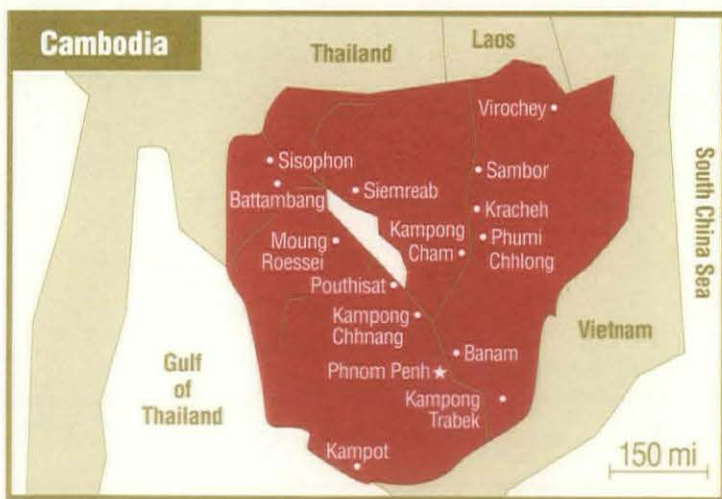 Cambodia
Thailand
Laos
Virochey
South China Sea
Sisophon
Sambor
Battambang
Siemreab
Kracheh
Moung
Roessei
Kampong
Cham
Phumi
Chhlong
Pouthisat
Kampong
Chhnang
Vietnam
Gulf
of
Thailand
Banam
Phnom Penh
Kampong
Trabek
Kampot
150 mi